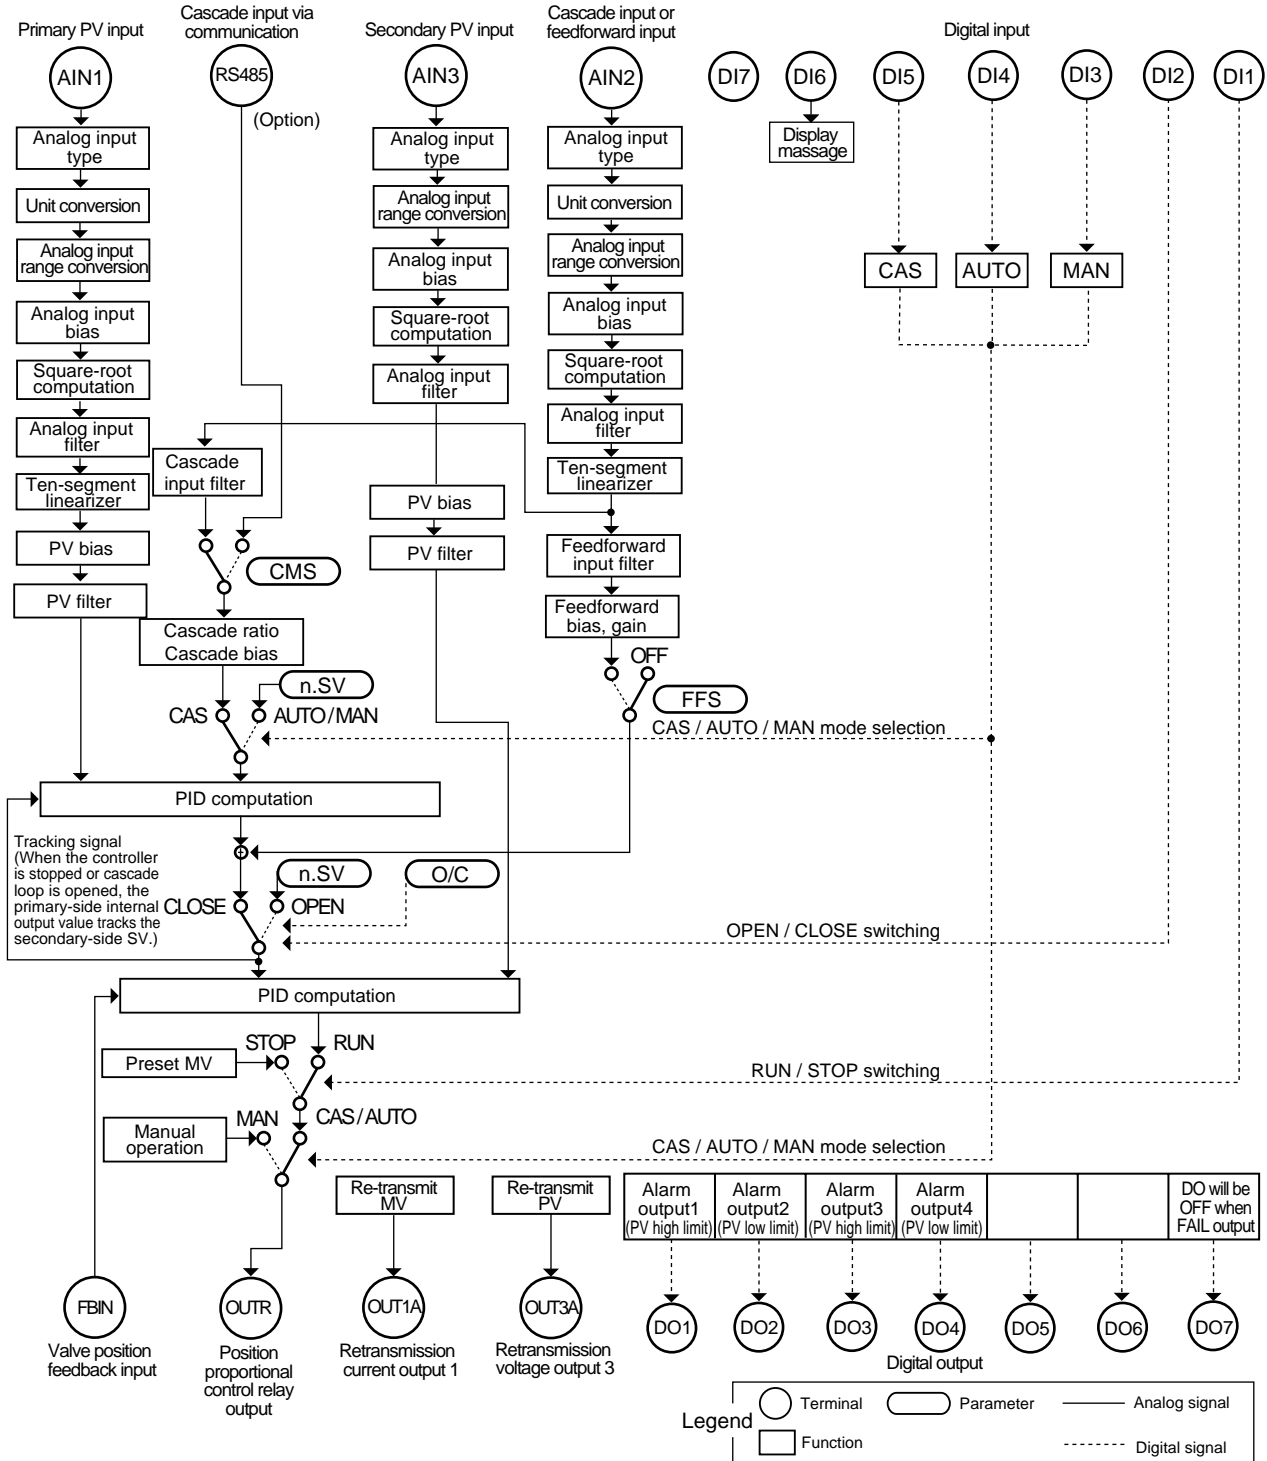 Primary PV input
Cascade input via
communication
Secondary PV input
Cascade input or
feedforward input
Digital input
AIN1
RS485
AIN3
AIN2
DI7
DI6
DI5
DI4
DI3
DI2
DI1
(Option)
Analog input
type
Unit conversion
Analog input
range conversion
Analog input
bias
Square-root
computation
Analog input
filter
Ten-segment
linearizer
PV bias
PV filter
Analog input
type
Analog input
range conversion
Analog input
bias
Square-root
computation
Analog input
filter
PV bias
PV filter
Analog input
type
Unit conversion
Analog input
range conversion
Analog input
bias
Square-root
computation
Analog input
filter
Ten-segment
linearizer
Feedforward
input filter
Feedforward
bias, gain
Display
massage
CAS
AUTO
MAN
Cascade
input filter
CMS
Cascade ratio
Cascade bias
n.SV
CAS
AUTO/MAN
OFF
FFS
CAS / AUTO / MAN mode selection
PID computation
Tracking signal
(When the controller
is stopped or cascade
loop is opened, the
primary-side internal
output value tracks the
secondary-side SV.)
n.SV
O/C
CLOSE
OPEN
OPEN / CLOSE switching
PID computation
STOP
RUN
Preset MV
RUN / STOP switching
MAN
CAS/AUTO
Manual
operation
CAS / AUTO / MAN mode selection
Re-transmit
MV
Re-transmit
PV
Alarm
output1
(PV high limit)
Alarm
output2
(PV low limit)
Alarm
output3
(PV high limit)
Alarm
output4
(PV low limit)
DO will be
OFF when
FAIL output
FBIN
OUTR
OUT1A
OUT3A
DO1
DO2
DO3
DO4
DO5
DO6
DO7
Valve position
feedback input
Position
proportional
control relay
output
Retransmission
current output 1
Retransmission
voltage output 3
Digital output
Legend
Terminal
Parameter
Analog signal
Function
Digital signal